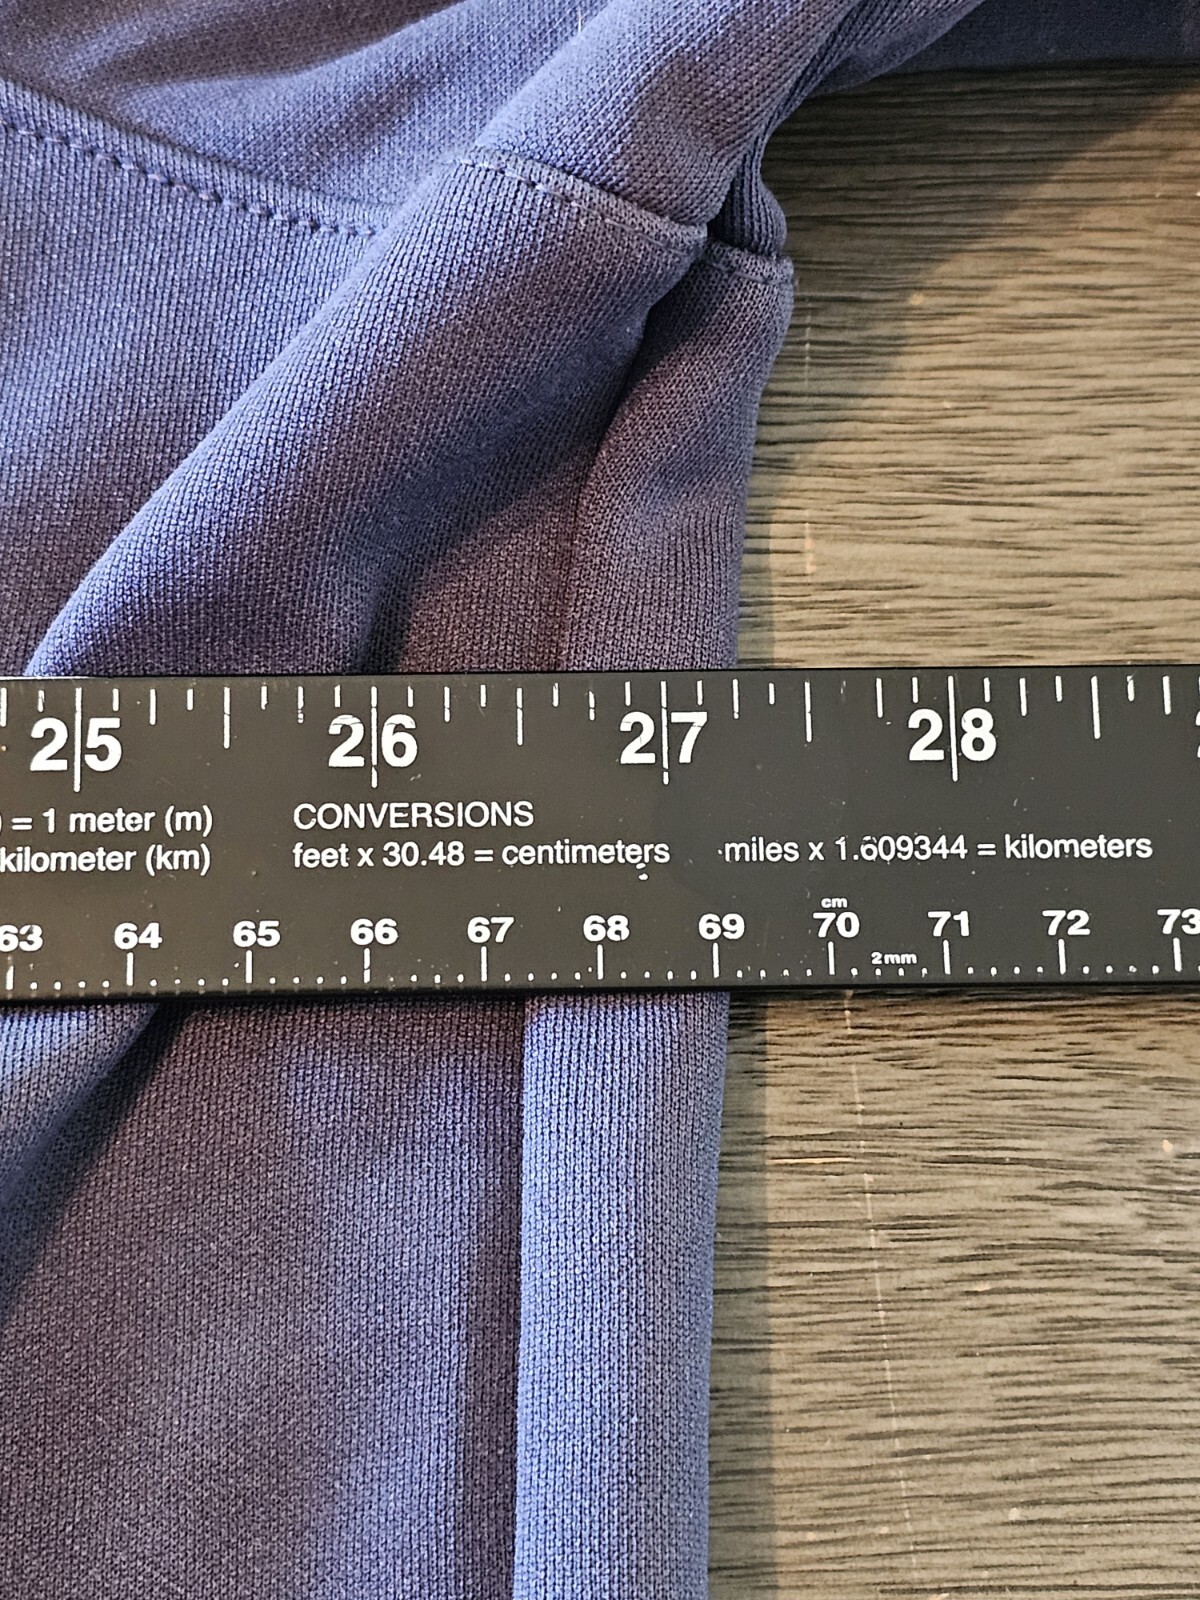 25 26 27 28
) = 1 meter (m) CONVERSIONS
kilometer (km) feet x 30.48 = centimeters miles x 1.609344 = kilometers
63 64 65 66 67 68 69 cm 70 71 72 73
2mm